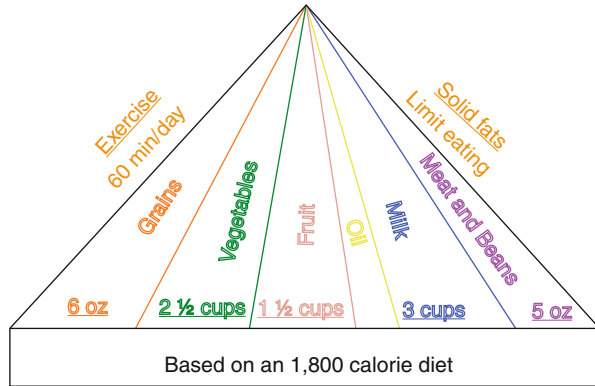 Exercise
60 min/day
Solid fats
Limit eating
Grains
Vegetables
Fruit
Oil
Milk
Meat and Beans
6 oz
2 ½ cups
1 ½ cups
3 cups
5 oz
Based on an 1,800 calorie diet